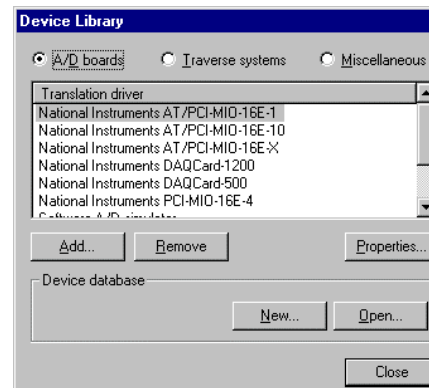 Device Library
A/D boards Traverse systems Miscellaneous
Translation driver
National Instruments AT/PCI-MIO-16E-1
National Instruments AT/PCI-MIO-16E-10
National Instruments AT/PCI-MIO-16E-X
National Instruments DAQCard-1200
National Instruments DAQCard-500
National Instruments PCI-MIO-16E-4
Software A/D simulator
Add... Remove Properties...
Device database
New... Open...
Close